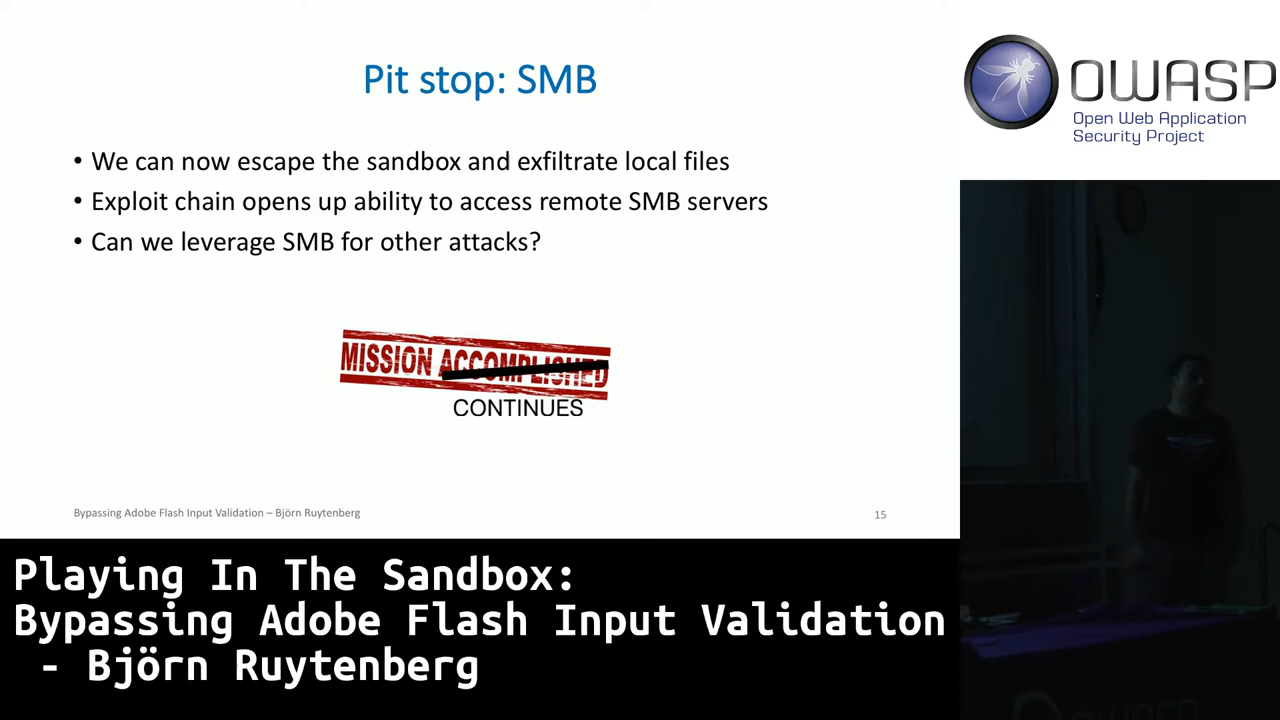 Pit stop: SMB
• We can now escape the sandbox and exfiltrate local files
• Exploit chain opens up ability to access remote SMB servers
• Can we leverage SMB for other attacks?
MISSION ACCOMPLISHED
CONTINUES
Bypassing Adobe Flash Input Validation – Björn Ruytenberg
15
OWASP
Open Web Application
Security Project
Playing In The Sandbox:
Bypassing Adobe Flash Input Validation
- Björn Ruytenberg